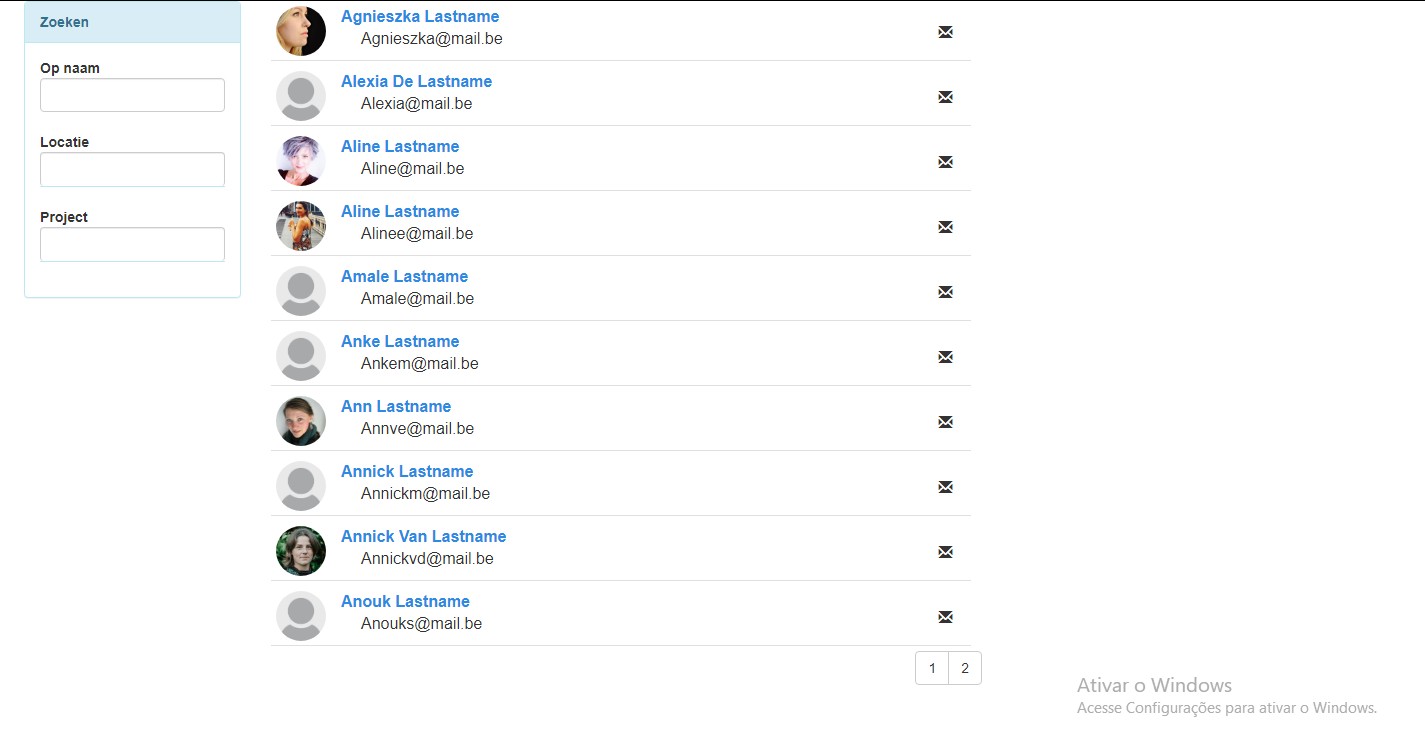 Zoeken
Op naam
Locatie
Project
Agnieszka Lastname
Agnieszka@mail.be
Alexia De Lastname
Alexia@mail.be
Aline Lastname
Aline@mail.be
Aline Lastname
Alinee@mail.be
Amale Lastname
Amale@mail.be
Anke Lastname
Ankem@mail.be
Ann Lastname
Annve@mail.be
Annick Lastname
Annickm@mail.be
Annick Van Lastname
Annickvd@mail.be
Anouk Lastname
Anouks@mail.be
1 2
Ativar o Windows
Acesse Configurações para ativar o Windows.